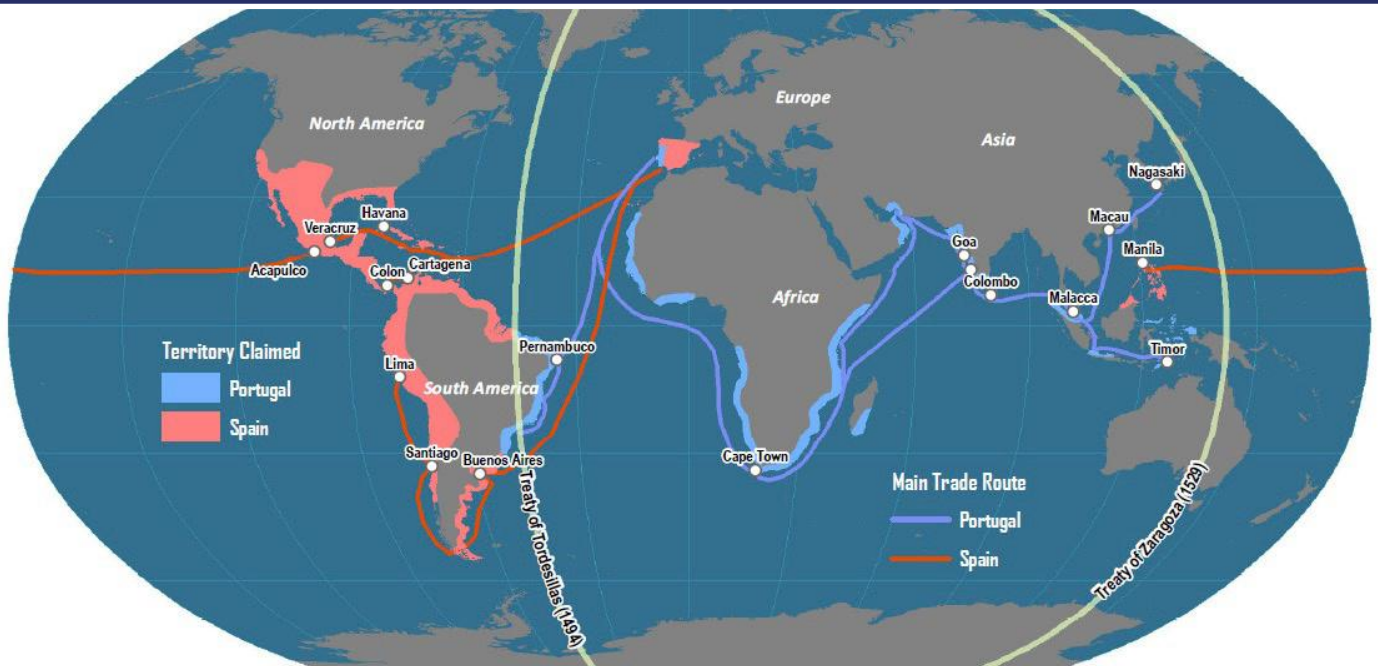 Europe
North America
Asia
Nagasaki
Havana
Veracruz
Macau
Goa
Manila
Acapulco
Colon
Cartagena
Colombo
Africa
Malacca
Territory Claimed
Portugal
Spain
Pernambuco
Lima
South America
Timor
Santiago
Buenos Aires
Cape Town
Main Trade Route
Portugal
Spain
Treaty of Tordesillas (1494)
Treaty of Zaragoza (1529)